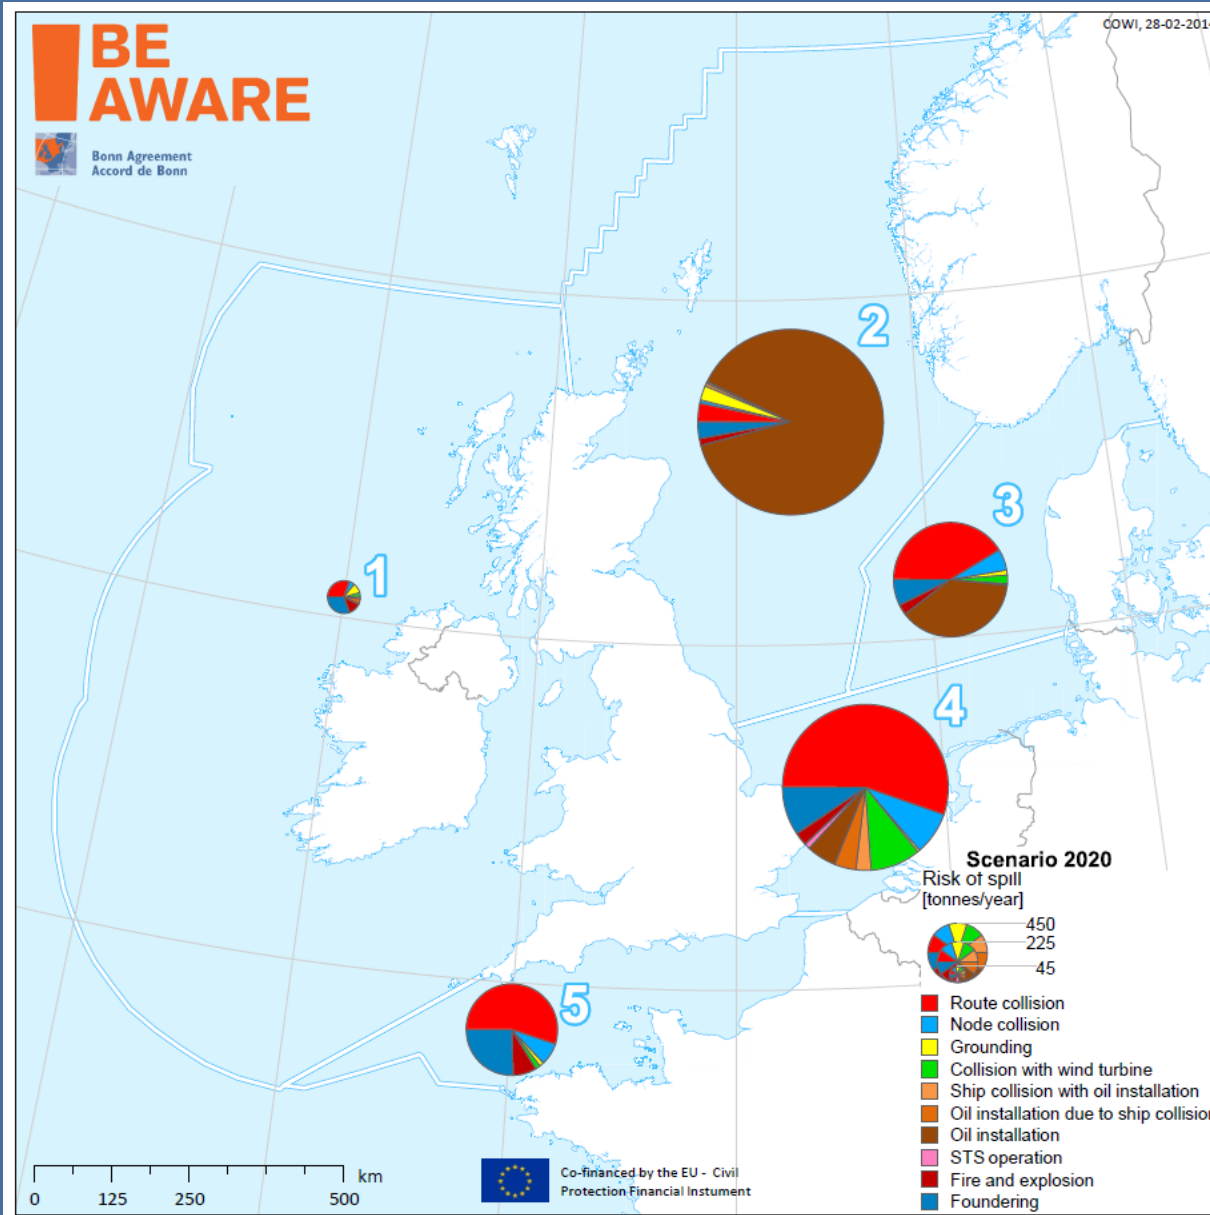 COWI, 28-02-2014
BE
AWARE
Bonn Agreement
Accord de Bonn
2
3
1
4
5
Scenario 2020
Risk of spill
[tonnes/year]
450
225
45
Route collision
Node collision
Grounding
Collision with wind turbine
Ship collision with oil installation
Oil installation due to ship collision
Oil installation
STS operation
Fire and explosion
Foundering
km
0 125 250 500
Co-financed by the EU - Civil
Protection Financial Instument